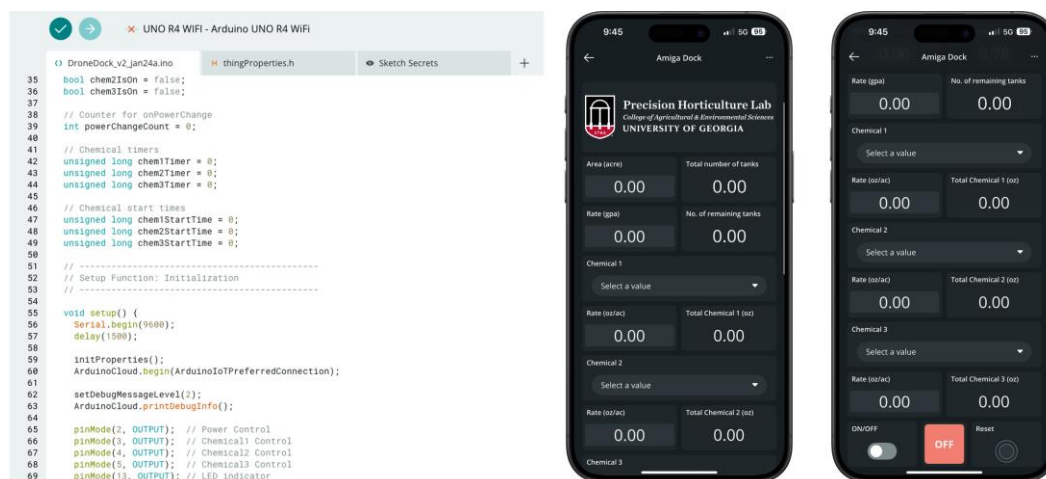 UNO R4 WIFI - Arduino UNO R4 WiFi
DroneDock_v2_jan24a.ino
thingProperties.h
Sketch Secrets
35 bool chem2IsOn = false;
36 bool chem3IsOn = false;
37
38 // Counter for onPowerChange
39 int powerChangeCount = 0;
40
41 // Chemical timers
42 unsigned long chem1Timer = 0;
43 unsigned long chem2Timer = 0;
44 unsigned long chem3Timer = 0;
45
46 // Chemical start times
47 unsigned long chem1StartTime = 0;
48 unsigned long chem2StartTime = 0;
49 unsigned long chem3StartTime = 0;
50
51 // --------------------------------------------
52 // Setup Function: Initialization
53 // --------------------------------------------
54
55 void setup() {
56 Serial.begin(9600);
57 delay(1500);
58
59 initProperties();
60 ArduinoCloud.begin(ArduinoIoTPreferredConnection);
61
62 setDebugMessageLevel(2);
63 ArduinoCloud.printDebugInfo();
64
65 pinMode(2, OUTPUT); // Power Control
66 pinMode(3, OUTPUT); // Chemical1 Control
67 pinMode(4, OUTPUT); // Chemical2 Control
68 pinMode(5, OUTPUT); // Chemical3 Control
69 pinMode(13, OUTPUT); // LED indicator
9:45 5G 95
Amiga Dock
Precision Horticulture Lab
College of Agricultural & Environmental Sciences
UNIVERSITY OF GEORGIA
Area (acre) Total number of tanks
0.00 0.00
Rate (gpa) No. of remaining tanks
0.00 0.00
Chemical 1
Select a value
Rate (oz/ac) Total Chemical 1 (oz)
0.00 0.00
Chemical 2
Select a value
Rate (oz/ac) Total Chemical 2 (oz)
0.00 0.00
Chemical 3
9:45 5G 95
Amiga Dock
Rate (gpa) No. of remaining tanks
0.00 0.00
Chemical 1
Select a value
Rate (oz/ac) Total Chemical 1 (oz)
0.00 0.00
Chemical 2
Select a value
Rate (oz/ac) Total Chemical 2 (oz)
0.00 0.00
Chemical 3
Select a value
Rate (oz/ac) Total Chemical 3 (oz)
0.00 0.00
ON/OFF OFF Reset